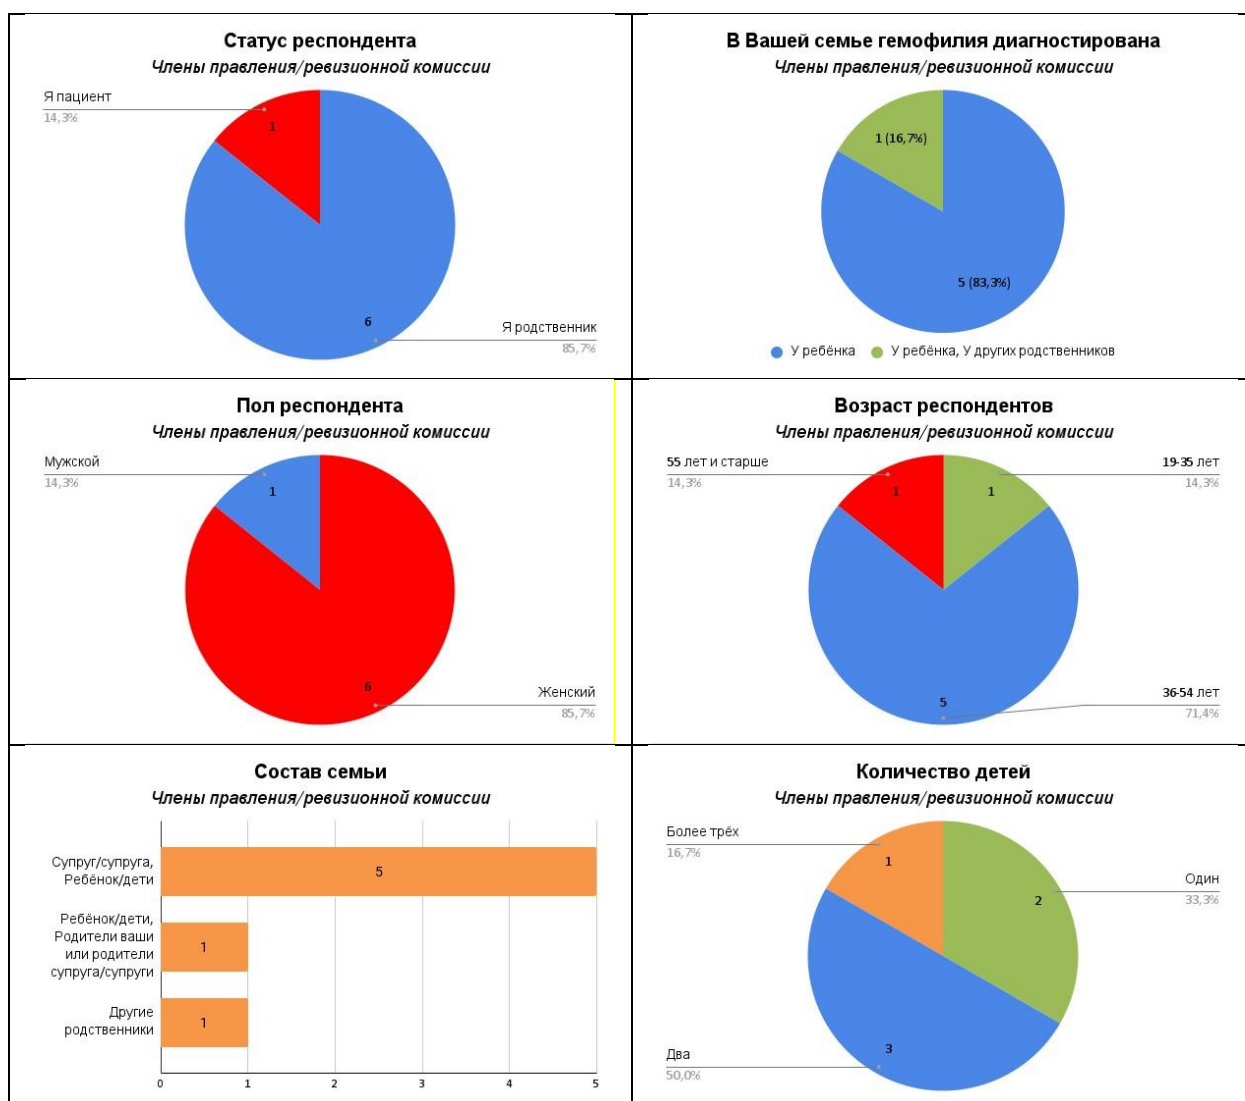 Статус респондента
Члены правления/ревизионной комиссии
Я пациент
14,3%
1
6
Я родственник
85,7%
В Вашей семье гемофилия диагностирована
Члены правления/ревизионной комиссии
1 (16,7%)
5 (83,3%)
У ребёнка У ребёнка, У других родственников
Пол респондента
Члены правления/ревизионной комиссии
Мужской
14,3%
1
6
Женский
85,7%
Возраст респондентов
Члены правления/ревизионной комиссии
55 лет и старше
14,3%
19-35 лет
14,3%
1
1
5
36-54 лет
71,4%
Состав семьи
Члены правления/ревизионной комиссии
Супруг/супруга,
Ребёнок/дети
5
Ребёнок/дети,
Родители ваши
или родители
супруга/супруги
1
Другие
родственники
1
0 1 2 3 4 5
Количество детей
Члены правления/ревизионной комиссии
Более трёх
16,7%
1
2
Один
33,3%
3
Два
50,0%